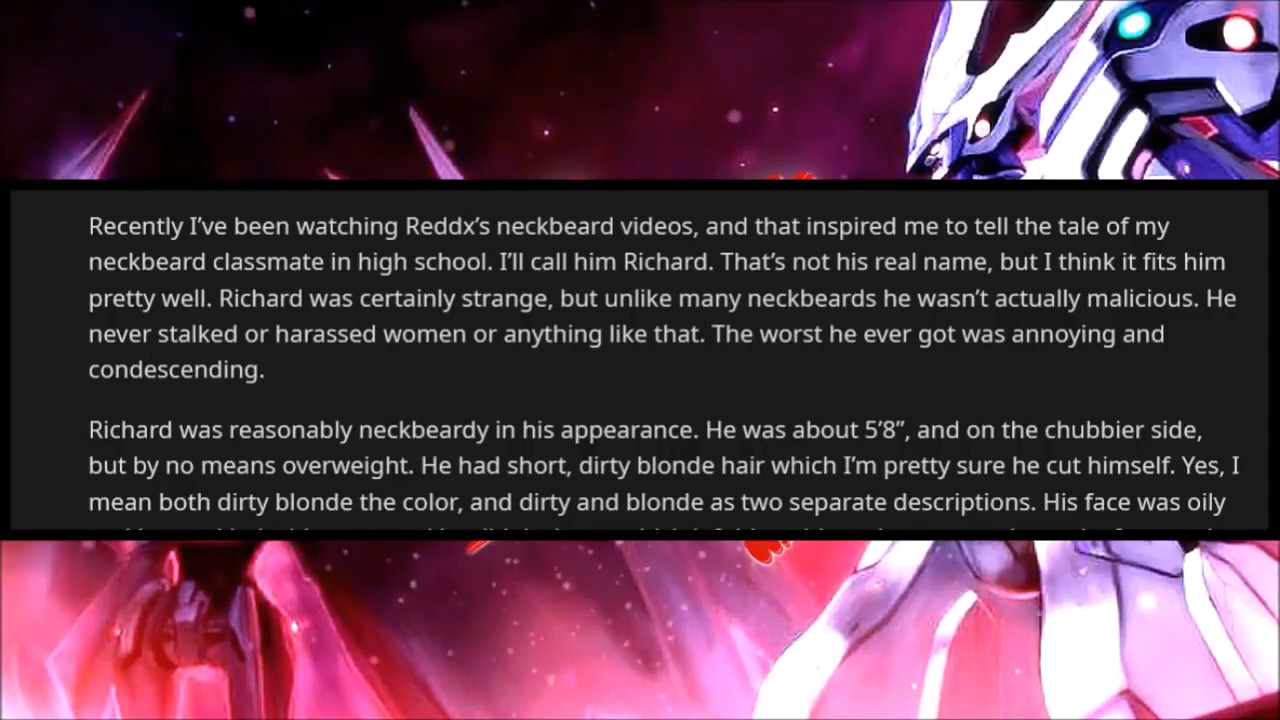 Recently I’ve been watching Reddx’s neckbeard videos, and that inspired me to tell the tale of my
neckbeard classmate in high school. I’ll call him Richard. That’s not his real name, but I think it fits him
pretty well. Richard was certainly strange, but unlike many neckbeards he wasn’t actually malicious. He
never stalked or harassed women or anything like that. The worst he ever got was annoying and
condescending.
Richard was reasonably neckbeardy in his appearance. He was about 5’8”, and on the chubbier side,
but by no means overweight. He had short, dirty blonde hair which I’m pretty sure he cut himself. Yes, I
mean both dirty blonde the color, and dirty and blonde as two separate descriptions. His face was oily